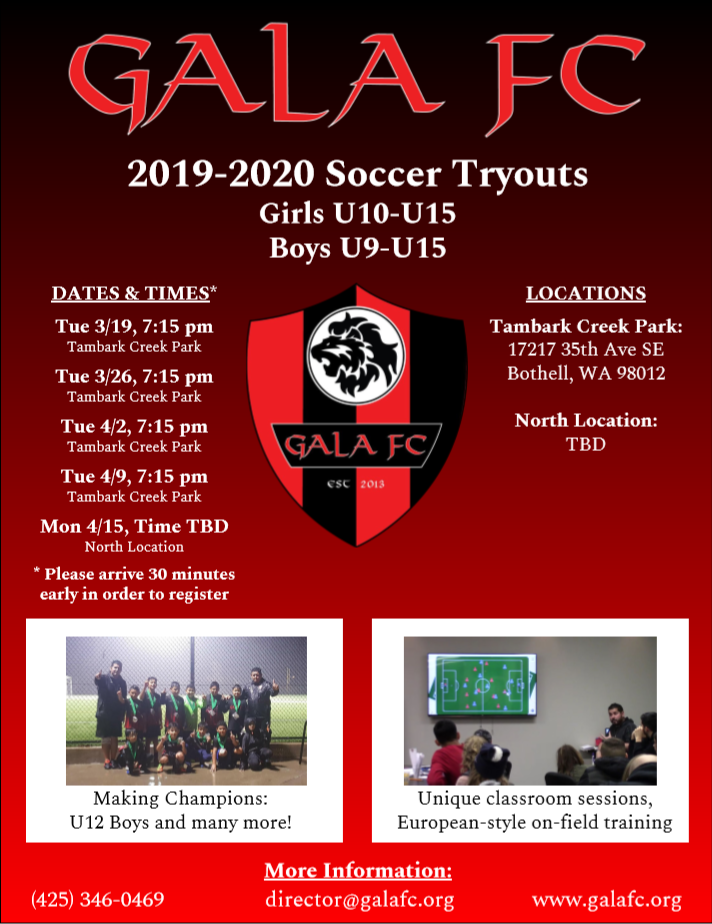 GALA FC
2019-2020 Soccer Tryouts
Girls U10-U15
Boys U9-U15
DATES & TIMES*
Tue 3/19, 7:15 pm
Tambark Creek Park
Tue 3/26, 7:15 pm
Tambark Creek Park
Tue 4/2, 7:15 pm
Tambark Creek Park
Tue 4/9, 7:15 pm
Tambark Creek Park
Mon 4/15, Time TBD
North Location
* Please arrive 30 minutes
early in order to register
GALA FC
EST 2013
LOCATIONS
Tambark Creek Park:
17217 35th Ave SE
Bothell, WA 98012
North Location:
TBD
Making Champions:
U12 Boys and many more!
Unique classroom sessions,
European-style on-field training
More Information:
(425) 346-0469
director@galafc.org
www.galafc.org